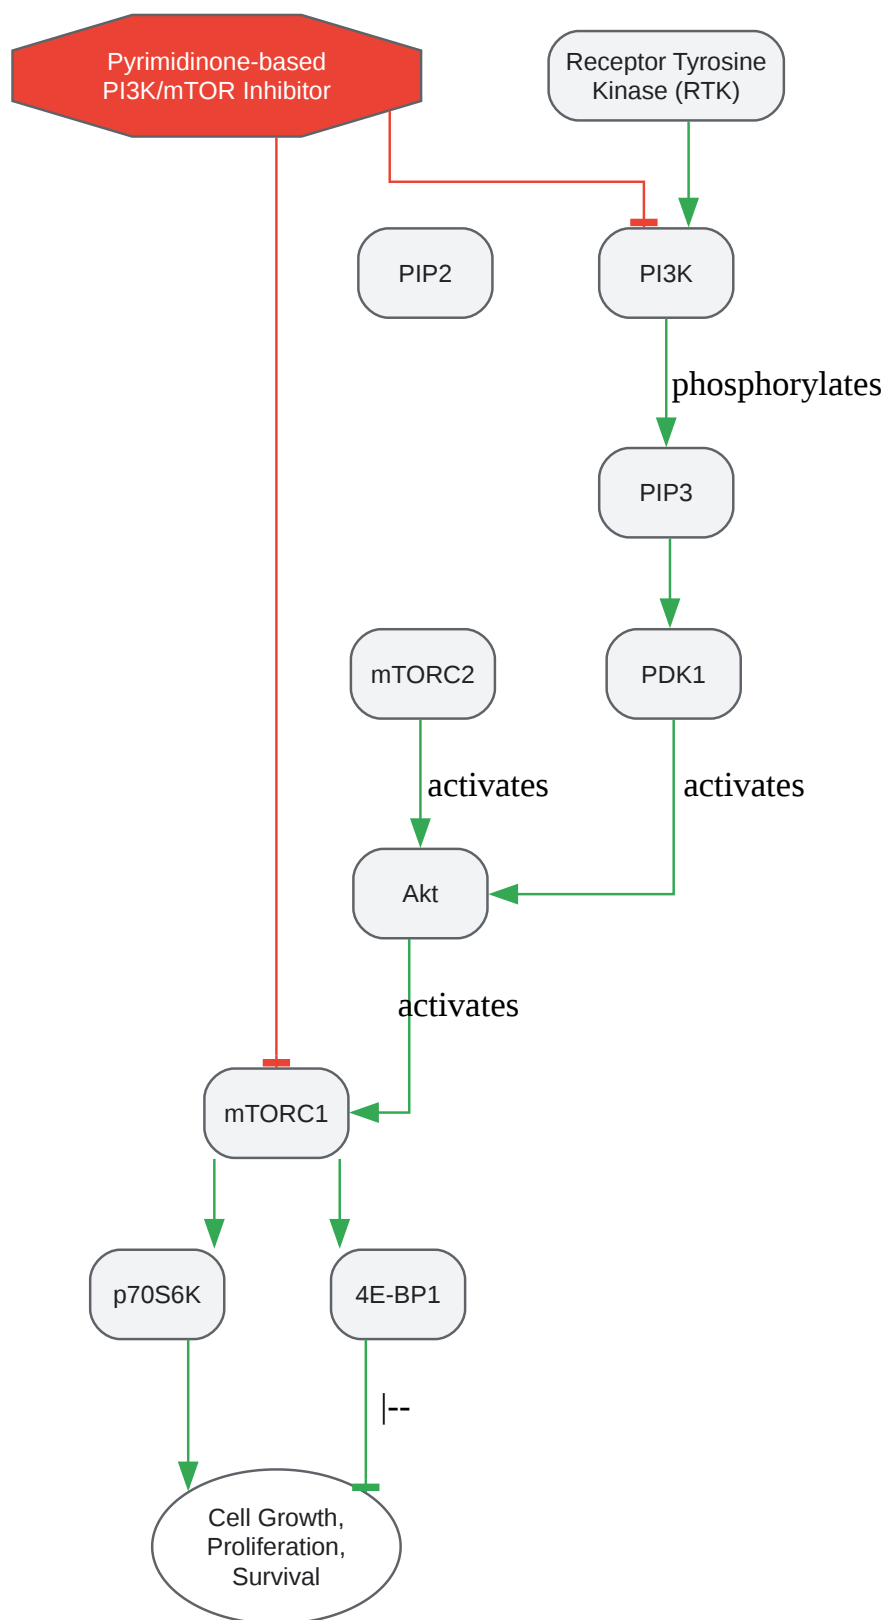 Pyrimidinone-based
PI3K/mTOR Inhibitor
Receptor Tyrosine
Kinase (RTK)
PIP2
PI3K
phosphorylates
PIP3
mTORC2
PDK1
activates
activates
Akt
activates
mTORC1
p70S6K
4E-BP1
|--
Cell Growth,
Proliferation,
Survival